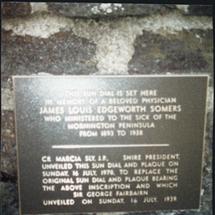 THIS SUN DIAL IS SET HERE
IN MEMORY OF A BELOVED PHYSICIAN
JAMES LOUIS EDGEWORTH SOMERS
WHO MINISTERED TO THE SICK OF THE
MORNINGTON PENINSULA
FROM 1893 TO 1938
CR MARCIA SLY. J.P., SHIRE PRESIDENT,
UNVEILED THIS SUN DIAL AND PLAQUE ON
SUNDAY, 16 JULY, 1978, TO REPLACE THE
ORIGINAL SUN DIAL AND PLAQUE BEARING
THE ABOVE INSCRIPTION AND WHICH
SIR GEORGE FAIRBAIRN
UNVEILED ON SUNDAY, 16 JULY 1939